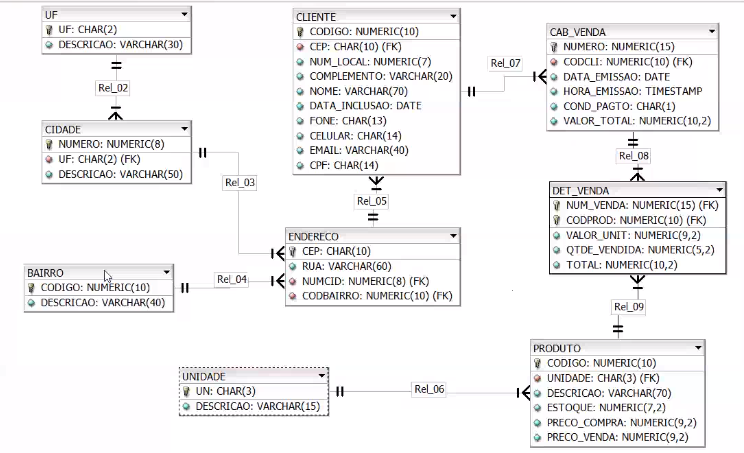 UF
UF: CHAR(2)
DESCRICAO: VARCHAR(30)
Rel_02
CIDADE
NUMERO: NUMERIC(8)
UF: CHAR(2) (FK)
DESCRICAO: VARCHAR(50)
Rel_03
BAIRRO
CODIGO: NUMERIC(10)
DESCRICAO: VARCHAR(40)
Rel_04
CLIENTE
CODIGO: NUMERIC(10)
CEP: CHAR(10) (FK)
NUM_LOCAL: NUMERIC(7)
COMPLEMENTO: VARCHAR(20)
NOME: VARCHAR(70)
DATA_INCLUSAO: DATE
FONE: CHAR(13)
CELULAR: CHAR(14)
EMAIL: VARCHAR(40)
CPF: CHAR(14)
Rel_05
ENDERECO
CEP: CHAR(10)
RUA: VARCHAR(60)
NUMCID: NUMERIC(8) (FK)
CODBAIRRO: NUMERIC(10) (FK)
Rel_07
CAB_VENDA
NUMERO: NUMERIC(15)
CODCLI: NUMERIC(10) (FK)
DATA_EMISSAO: DATE
HORA_EMISSAO: TIMESTAMP
COND_PAGTO: CHAR(1)
VALOR_TOTAL: NUMERIC(10,2)
Rel_08
DET_VENDA
NUM_VENDA: NUMERIC(15) (FK)
CODPROD: NUMERIC(10) (FK)
VALOR_UNIT: NUMERIC(9,2)
QTDE_VENDIDA: NUMERIC(5,2)
TOTAL: NUMERIC(10,2)
Rel_09
UNIDADE
UN: CHAR(3)
DESCRICAO: VARCHAR(15)
Rel_06
PRODUTO
CODIGO: NUMERIC(10)
UNIDADE: CHAR(3) (FK)
DESCRICAO: VARCHAR(70)
ESTOQUE: NUMERIC(7,2)
PRECO_COMPRA: NUMERIC(9,2)
PRECO_VENDA: NUMERIC(9,2)